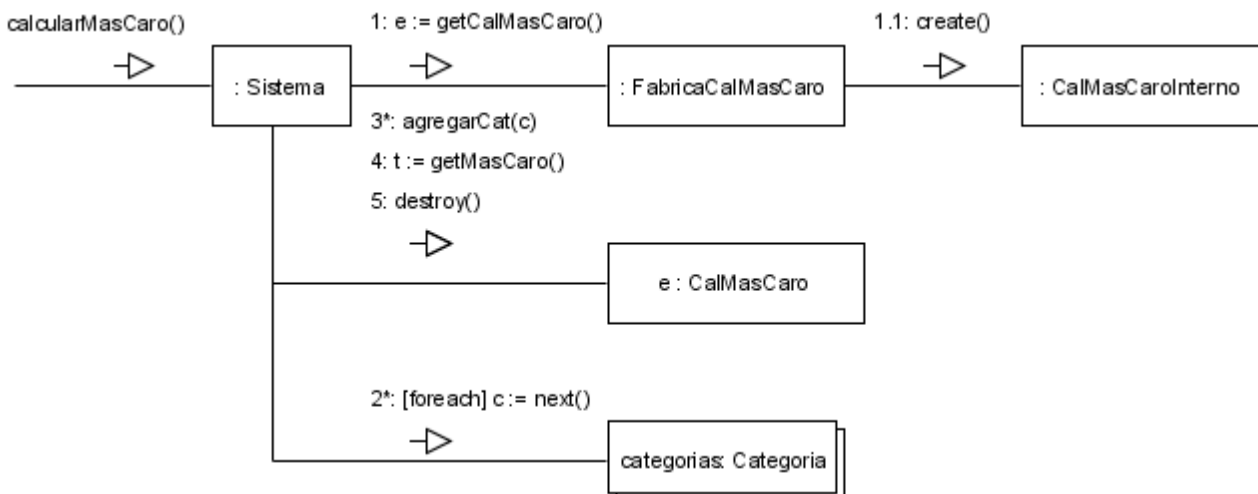 calcularMasCaro()
1: e := getCalMasCaro()
1.1: create()
: Sistema
: FabricaCalMasCaro
: CalMasCaroInterno
3*: agregarCat(c)
4: t := getMasCaro()
5: destroy()
e : CalMasCaro
2*: [foreach] c := next()
categorias: Categoria